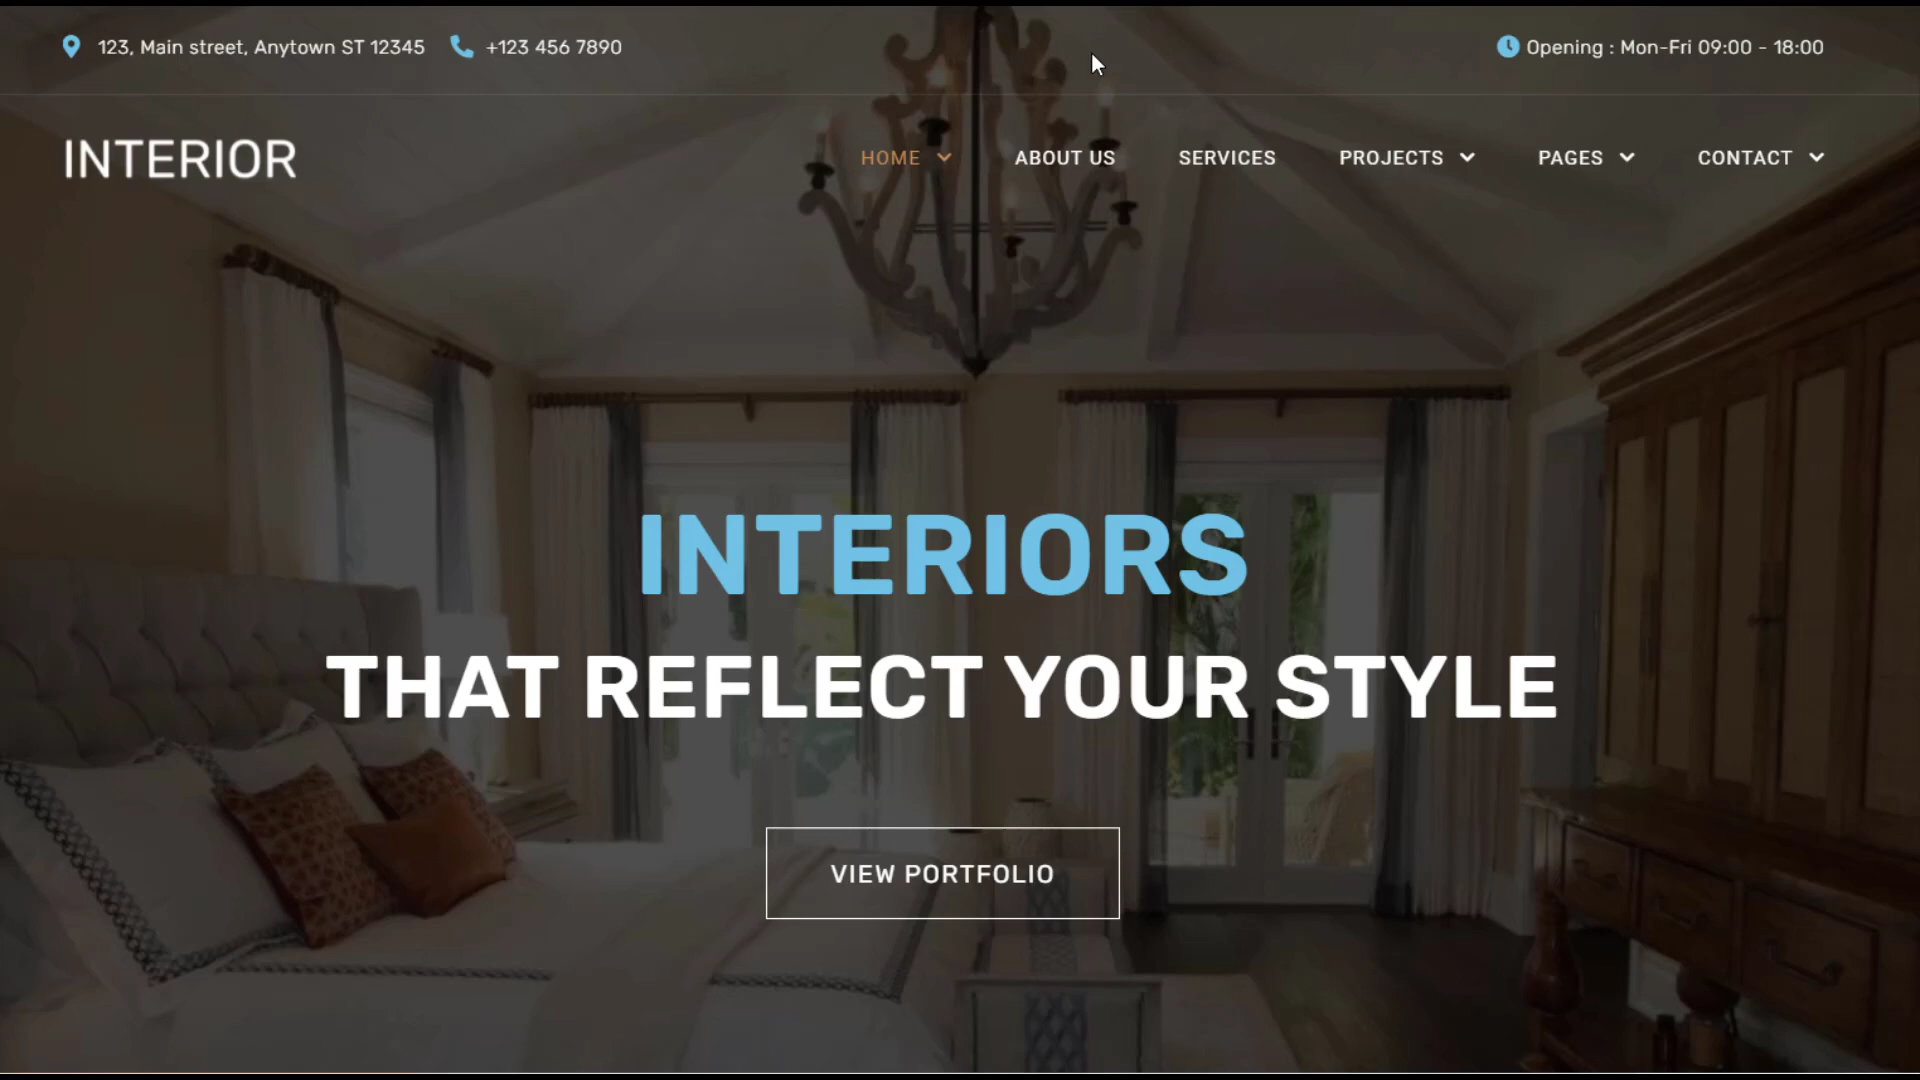 123, Main street, Anytown ST 12345 +123 456 7890 Opening : Mon-Fri 09:00 - 18:00
INTERIOR HOME ABOUT US SERVICES PROJECTS PAGES CONTACT
INTERIORS
THAT REFLECT YOUR STYLE
VIEW PORTFOLIO